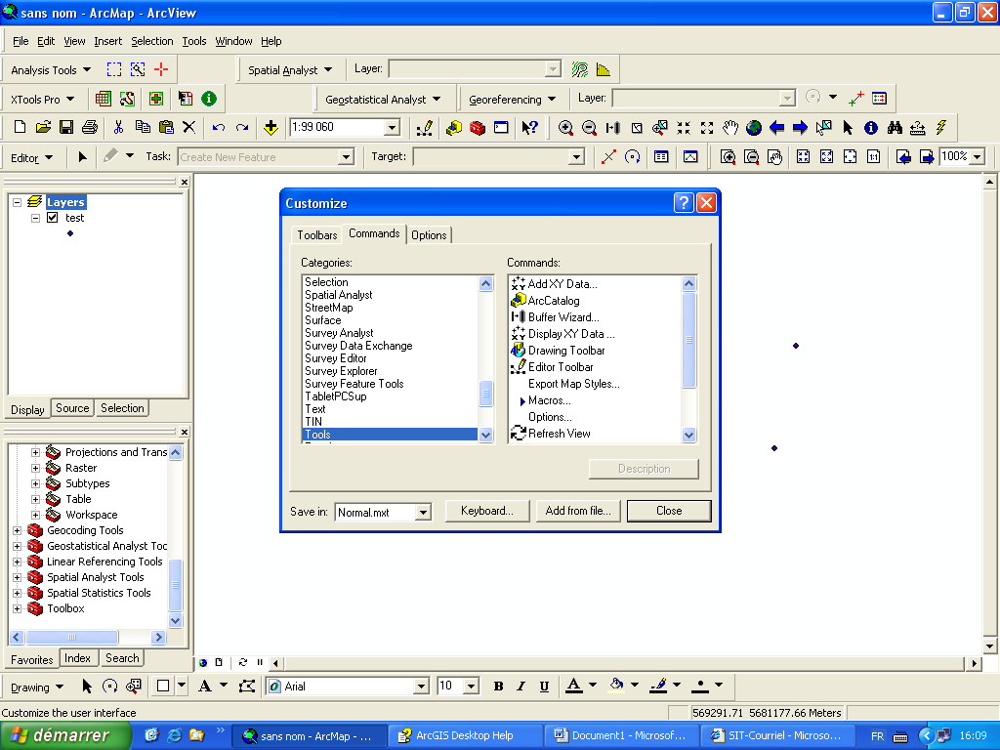 sans nom - ArcMap - ArcView
File Edit View Insert Selection Tools Window Help
Analysis Tools Spatial Analyst Layer:
XTools Pro Geostatistical Analyst Georeferencing Layer:
1:99 060
Editor Task: Create New Feature Target: 100%
Layers
test
Display Source Selection
Projections and Trans
Raster
Subtypes
Table
Workspace
Geocoding Tools
Geostatistical Analyst Too
Linear Referencing Tools
Spatial Analyst Tools
Spatial Statistics Tools
Toolbox
Favorites Index Search
Customize
Toolbars Commands Options
Categories:
Selection
Spatial Analyst
StreetMap
Surface
Survey Analyst
Survey Data Exchange
Survey Editor
Survey Explorer
Survey Feature Tools
TabletPCSup
Text
TIN
Tools
Commands:
Add XY Data...
ArcCatalog
Buffer Wizard...
Display XY Data ...
Drawing Toolbar
Editor Toolbar
Export Map Styles...
Macros...
Options...
Refresh View
Description
Save in: Normal.mxt Keyboard... Add from file... Close
Drawing A Arial 10 B I U A
Customize the user interface 569291.71 5681177.66 Meters
démarrer sans nom - ArcMap - ... ArcGIS Desktop Help Document1 - Microsof... SIT-Courriel - Microso... FR 16:09